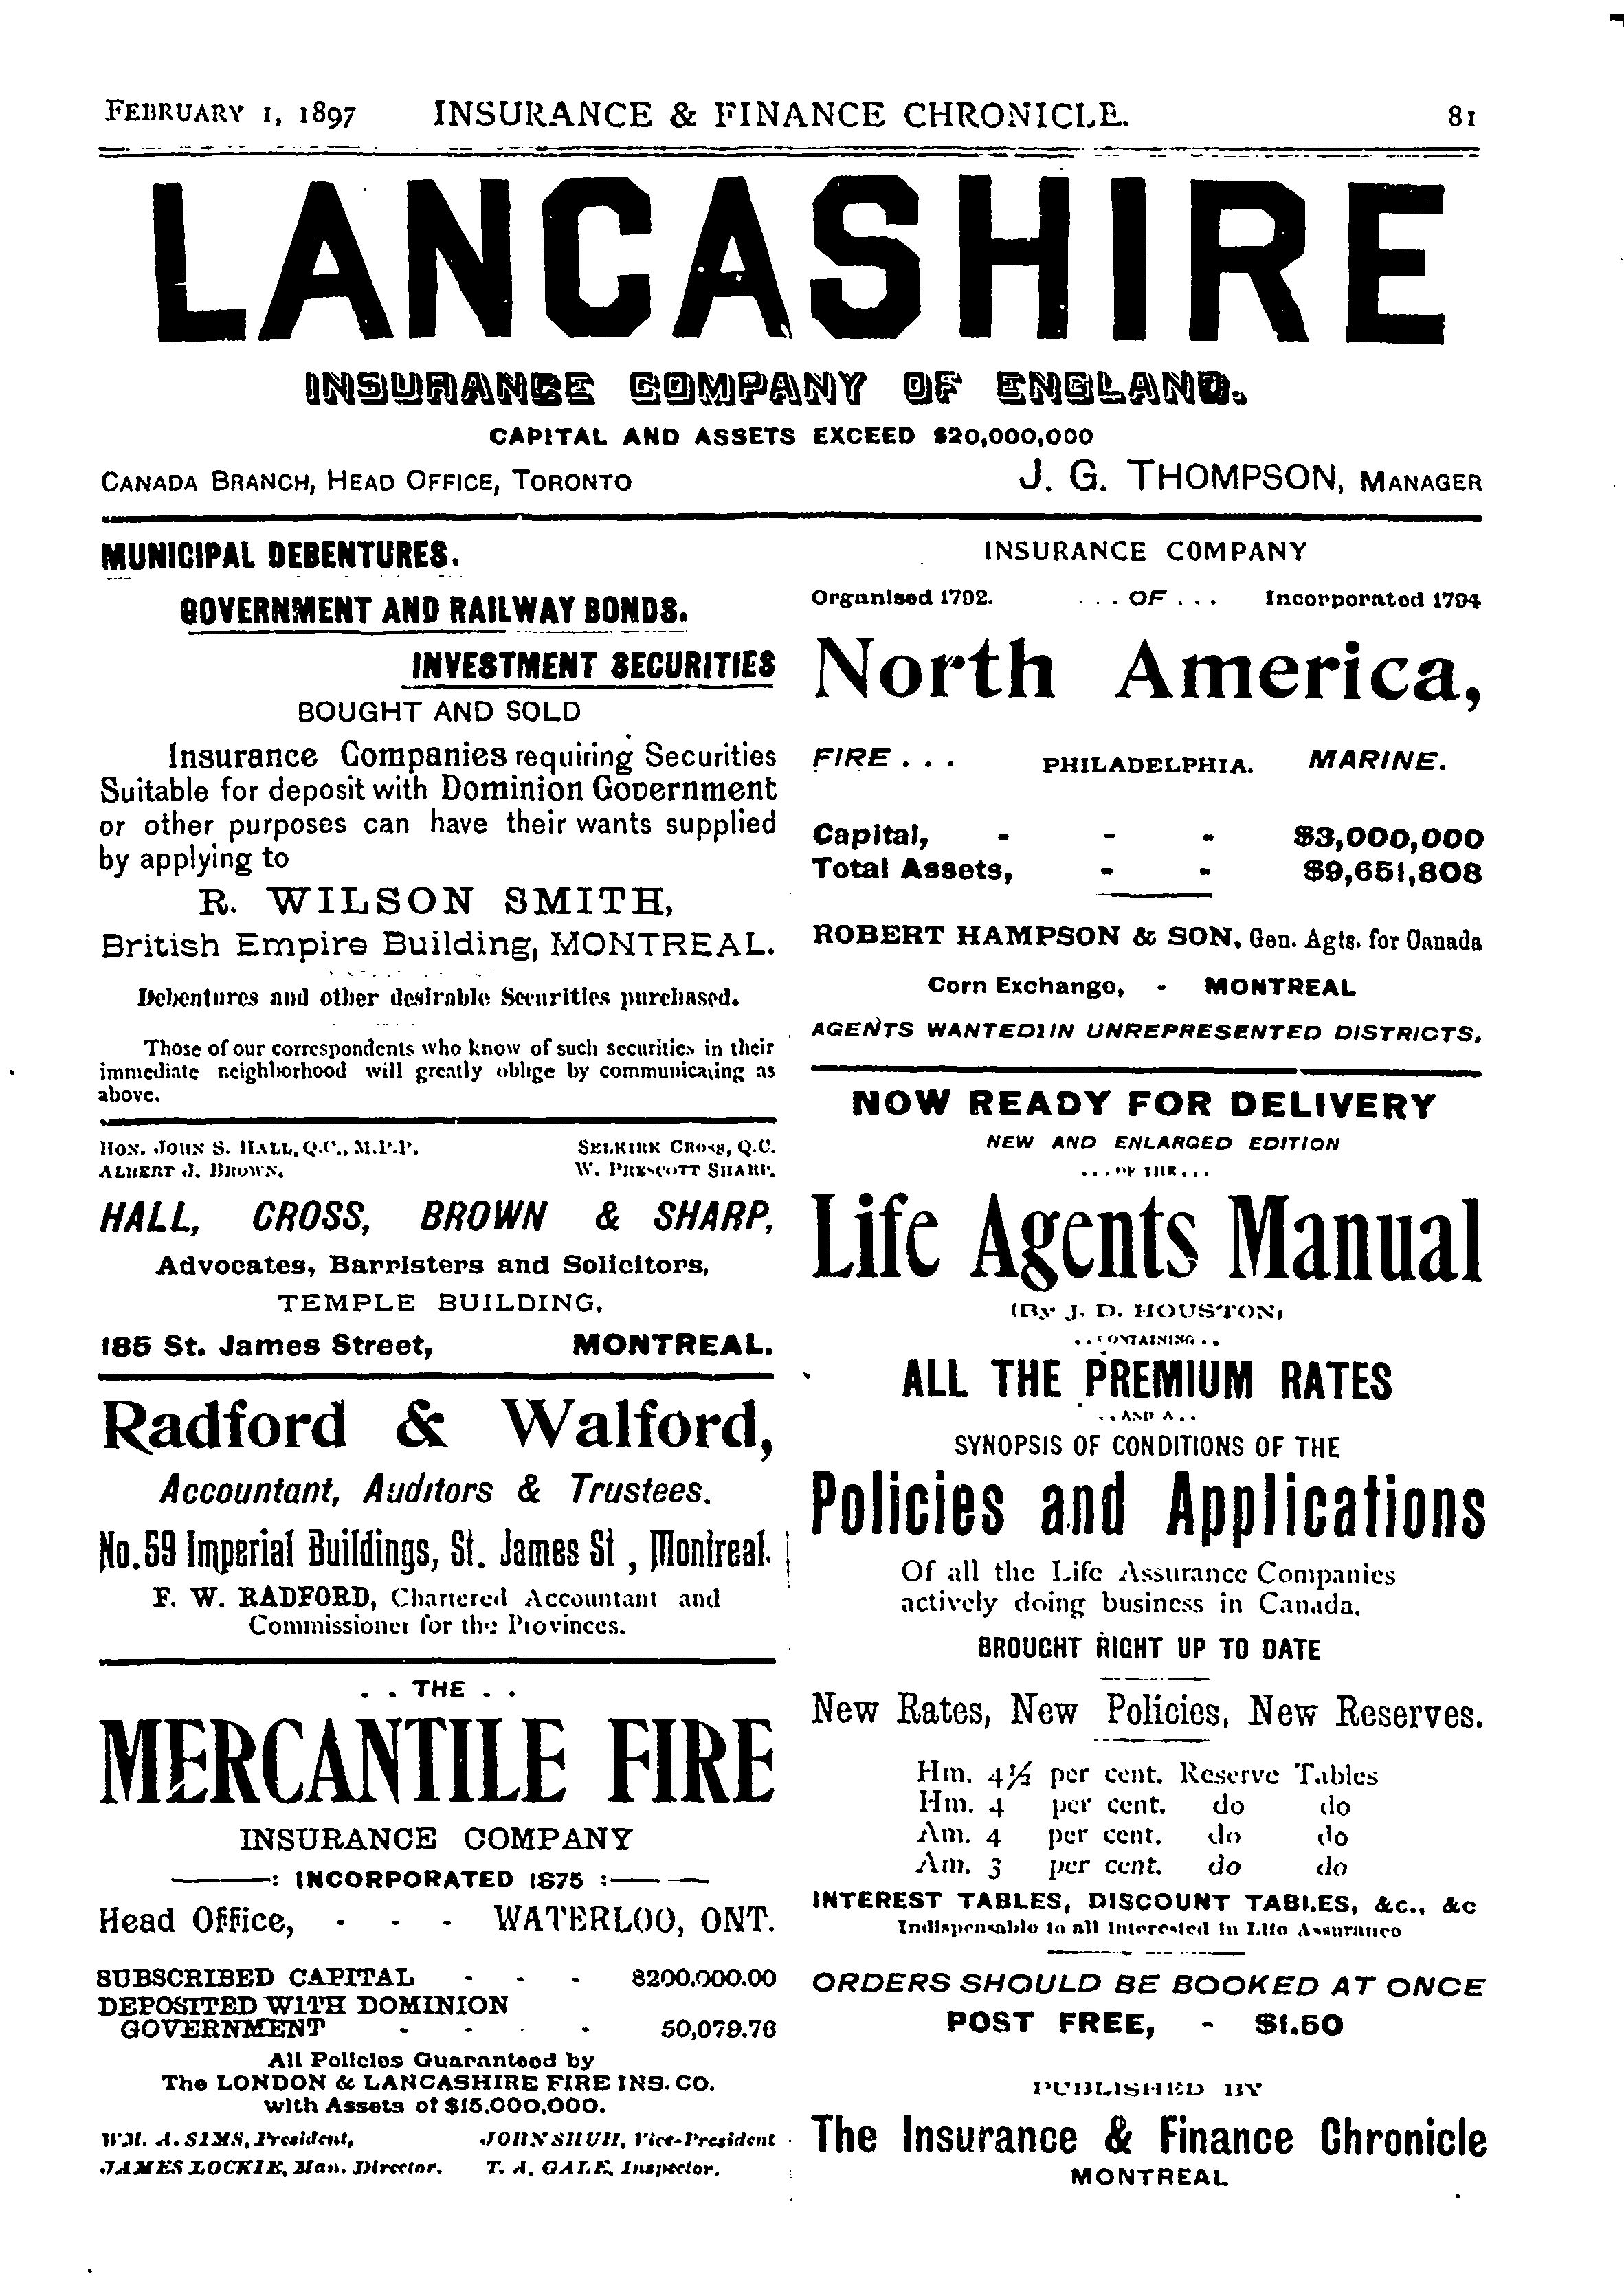 FEBRUARY 1, 1897 INSURANCE & FINANCE CHRONICLE. 81
LANCASHIRE
INSURANCE COMPANY OF ENGLAND.
CAPITAL AND ASSETS EXCEED $20,000,000
CANADA BRANCH, HEAD OFFICE, TORONTO J. G. THOMPSON, MANAGER
MUNICIPAL DEBENTURES.
GOVERNMENT AND RAILWAY BONDS.
INVESTMENT SECURITIES
BOUGHT AND SOLD
Insurance Companies requiring Securities
Suitable for deposit with Dominion Government
or other purposes can have their wants supplied
by applying to
R. WILSON SMITH,
British Empire Building, MONTREAL.
Debentures and other desirable Securities purchased.
Those of our correspondents who know of such securities in their
immediate neighborhood will greatly oblige by communicating as
above.
HON. JOHN S. HALL, Q.C., M.P.P. SELKIRK CROSS, Q.C.
ALBERT J. BROWN. W. PRESCOTT SHARP.
HALL, CROSS, BROWN & SHARP,
Advocates, Barristers and Solicitors,
TEMPLE BUILDING,
185 St. James Street, MONTREAL.
Radford & Walford,
Accountant, Auditors & Trustees.
No. 59 Imperial Buildings, St. James St , Montreal.
F. W. RADFORD, Chartered Accountant and
Commissioner for the Provinces.
. . THE . .
MERCANTILE FIRE
INSURANCE COMPANY
: INCORPORATED 1875 :
Head Office, - - - WATERLOO, ONT.
SUBSCRIBED CAPITAL - - - $200,000.00
DEPOSITED WITH DOMINION
GOVERNMENT - - - - 50,079.76
All Policies Guaranteed by
The LONDON & LANCASHIRE FIRE INS. CO.
with Assets of $15,000,000.
WM. A. SIMS, President, JOHN SHUH, Vice-President
JAMES LOCKIE, Man. Director. T. A. GALE, Inspector.
INSURANCE COMPANY
Organised 1792. . . . OF . . . Incorporated 1794
North America,
FIRE . . . PHILADELPHIA. MARINE.
Capital, - - - $3,000,000
Total Assets, - - $9,651,808
ROBERT HAMPSON & SON, Gen. Agts. for Canada
Corn Exchange, - MONTREAL
AGENTS WANTED IN UNREPRESENTED DISTRICTS.
NOW READY FOR DELIVERY
NEW AND ENLARGED EDITION
. . . OF THE . . .
Life Agents Manual
(By J. D. HOUSTON)
. . CONTAINING . .
ALL THE PREMIUM RATES
. . AND A . .
SYNOPSIS OF CONDITIONS OF THE
Policies and Applications
Of all the Life Assurance Companies
actively doing business in Canada.
BROUGHT RIGHT UP TO DATE
New Rates, New Policies, New Reserves.
Hm. 4½ per cent. Reserve Tables
Hm. 4 per cent. do do
Am. 4 per cent. do do
Am. 3 per cent. do do
INTEREST TABLES, DISCOUNT TABLES, &c., &c
Indispensable to all interested in Life Assurance
ORDERS SHOULD BE BOOKED AT ONCE
POST FREE, - $1.50
PUBLISHED BY
The Insurance & Finance Chronicle
MONTREAL